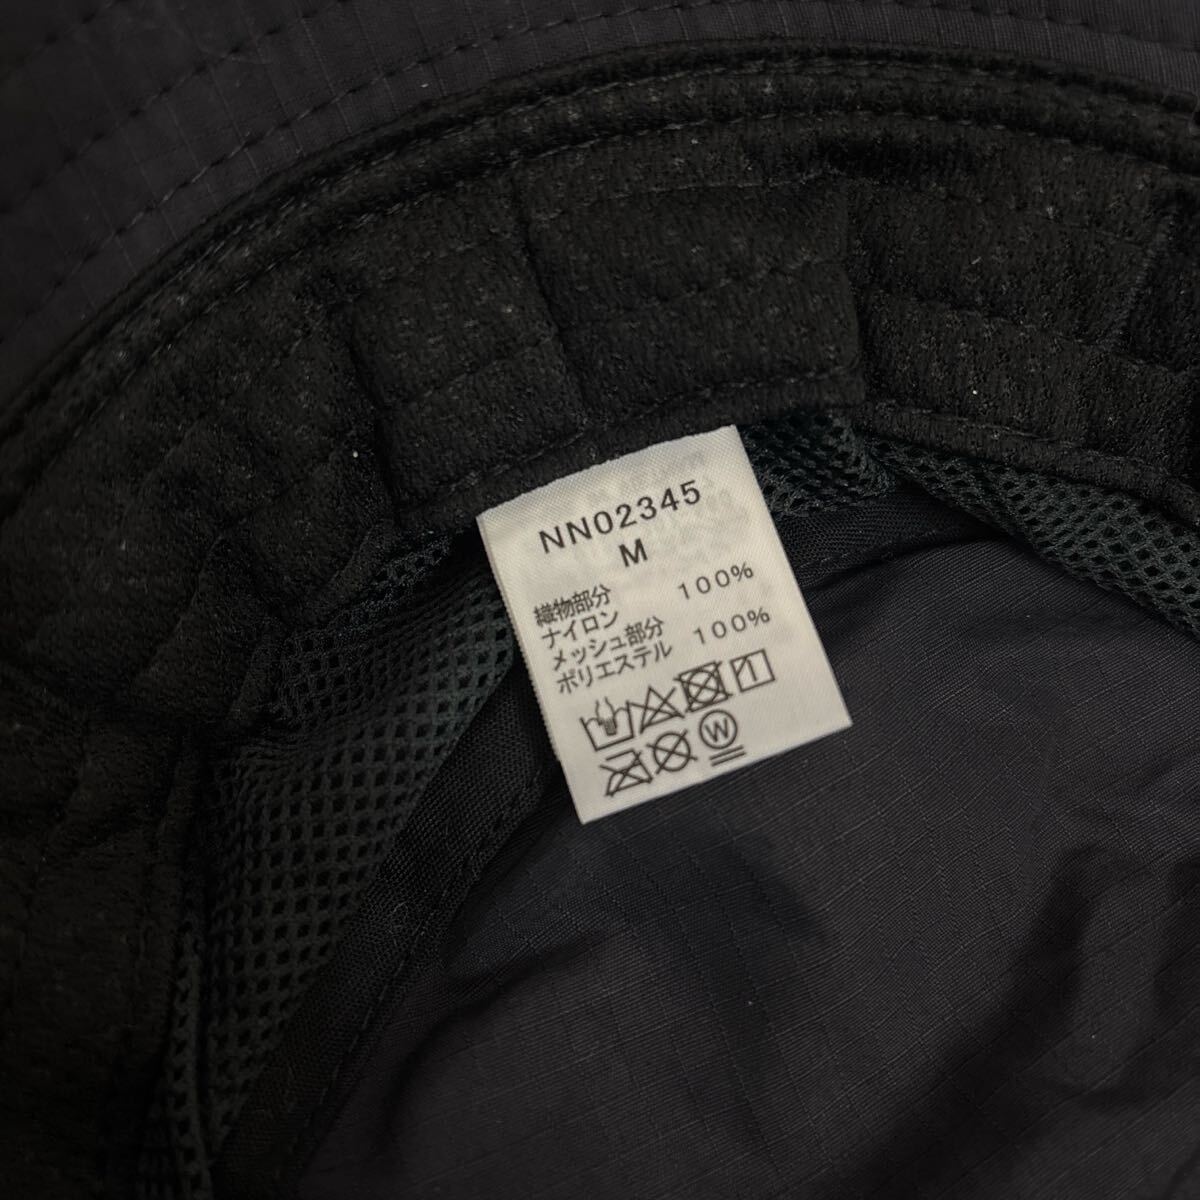 NN02345
M
織物部分
ナイロン 100%
メッシュ部分
ポリエステル 100%
W